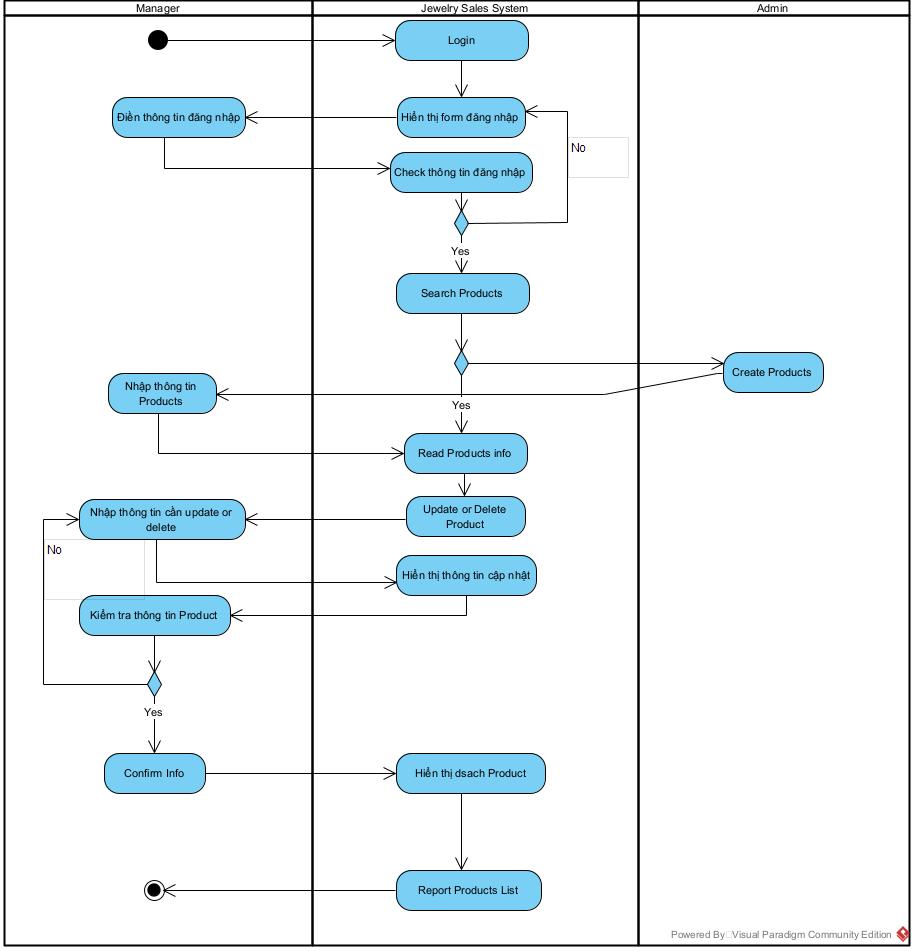 Manager
Jewelry Sales System
Admin
Login
Điền thông tin đăng nhập
Hiển thị form đăng nhập
No
Check thông tin đăng nhập
Yes
Search Products
Create Products
Nhập thông tin
Products
Yes
Read Products info
Nhập thông tin cần update or
delete
Update or Delete
Product
No
Hiển thị thông tin cập nhật
Kiểm tra thông tin Product
Yes
Confirm Info
Hiển thị dsach Product
Report Products List
Powered By Visual Paradigm Community Edition